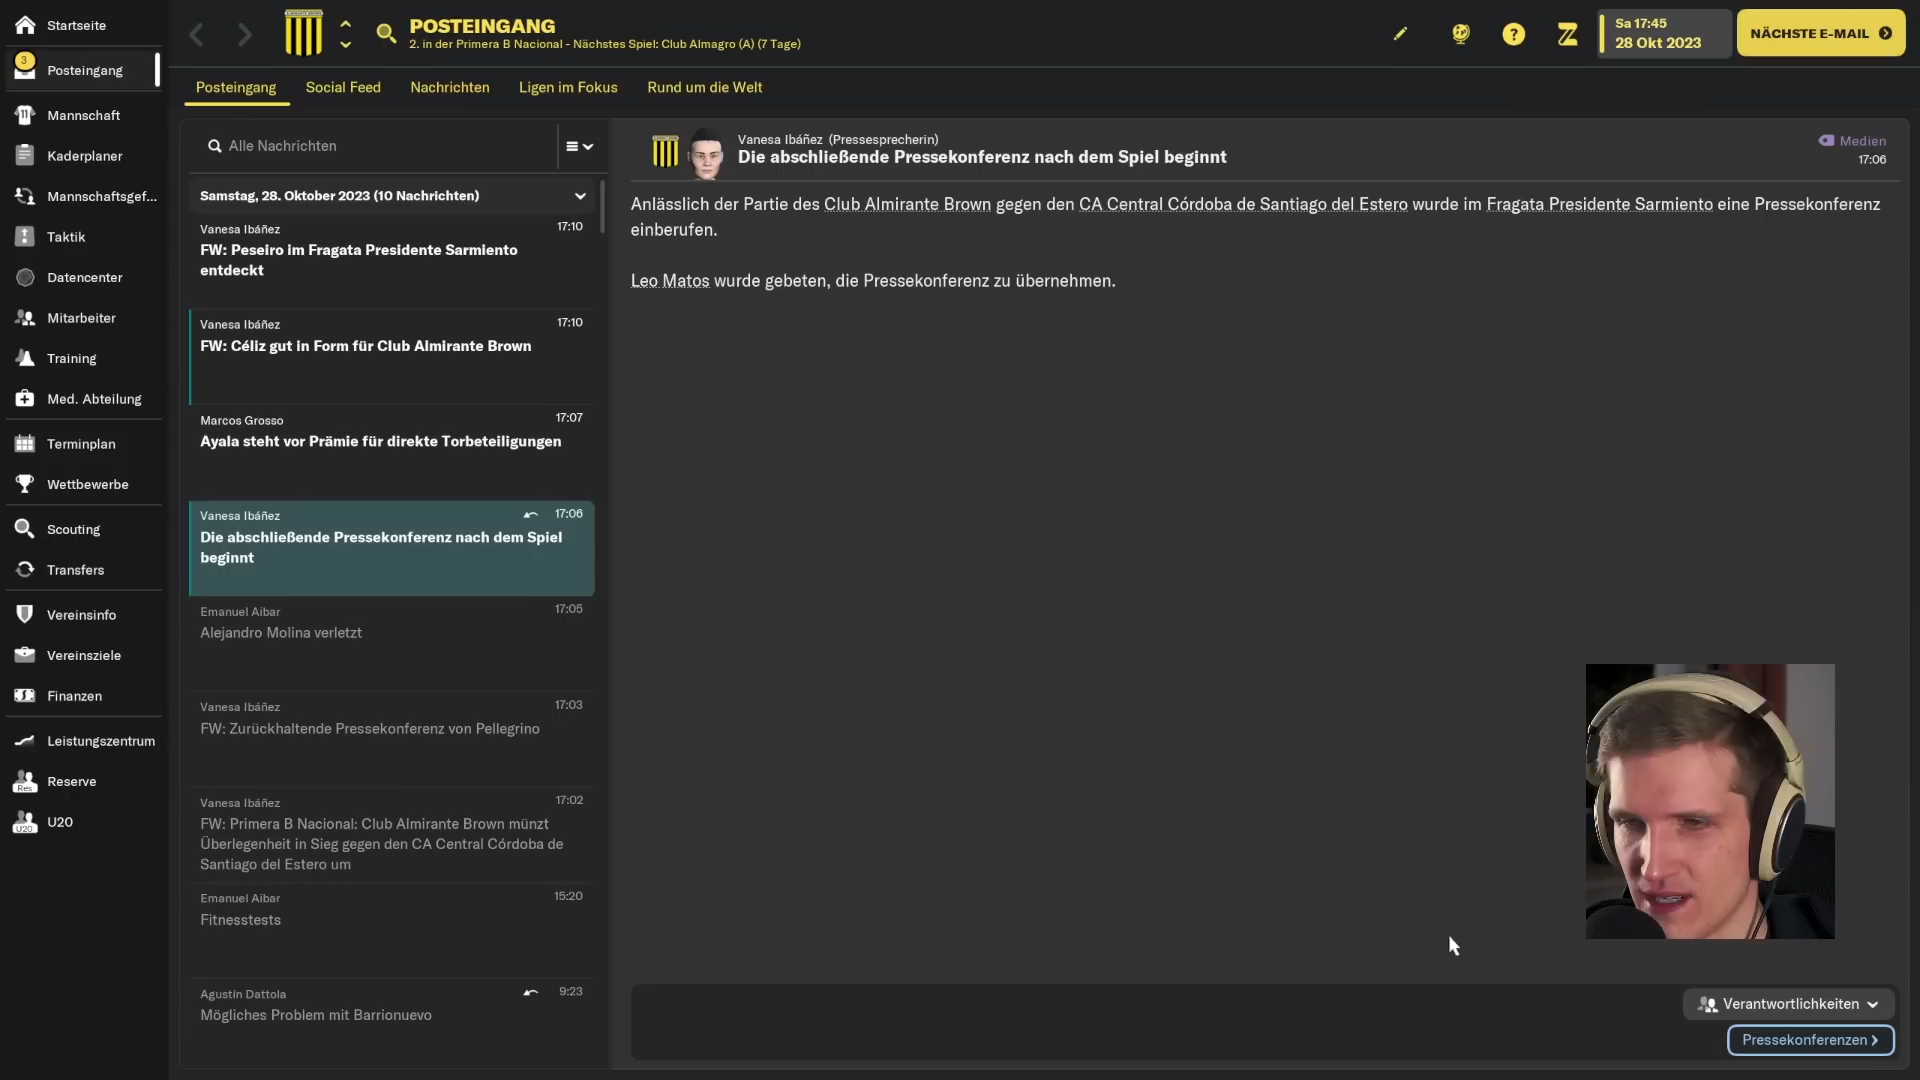 Startseite
3
Posteingang
11
Mannschaft
Kaderplaner
Mannschaftsgef...
Taktik
Datencenter
Mitarbeiter
Training
Med. Abteilung
Terminplan
Wettbewerbe
Scouting
Transfers
Vereinsinfo
Vereinsziele
Finanzen
Leistungszentrum
Res
Reserve
U20
U20
POSTEINGANG
2. in der Primera B Nacional - Nächstes Spiel: Club Almagro (A) (7 Tage)
?
Sa 17:45
28 Okt 2023
NÄCHSTE E-MAIL
Posteingang
Social Feed
Nachrichten
Ligen im Fokus
Rund um die Welt
Alle Nachrichten
Samstag, 28. Oktober 2023 (10 Nachrichten)
Vanesa Ibáñez 17:10
FW: Peseiro im Fragata Presidente Sarmiento
entdeckt
Vanesa Ibáñez 17:10
FW: Céliz gut in Form für Club Almirante Brown
Marcos Grosso 17:07
Ayala steht vor Prämie für direkte Torbeteiligungen
Vanesa Ibáñez 17:06
Die abschließende Pressekonferenz nach dem Spiel
beginnt
Emanuel Aibar 17:05
Alejandro Molina verletzt
Vanesa Ibáñez 17:03
FW: Zurückhaltende Pressekonferenz von Pellegrino
Vanesa Ibáñez 17:02
FW: Primera B Nacional: Club Almirante Brown münzt
Überlegenheit in Sieg gegen den CA Central Córdoba de
Santiago del Estero um
Emanuel Aibar 15:20
Fitnesstests
Agustín Dattola 9:23
Mögliches Problem mit Barrionuevo
Vanesa Ibáñez (Pressesprecherin)
Die abschließende Pressekonferenz nach dem Spiel beginnt
Medien
17:06
Anlässlich der Partie des Club Almirante Brown gegen den CA Central Córdoba de Santiago del Estero wurde im Fragata Presidente Sarmiento eine Pressekonferenz
einberufen.
Leo Matos wurde gebeten, die Pressekonferenz zu übernehmen.
Verantwortlichkeiten
Pressekonferenzen